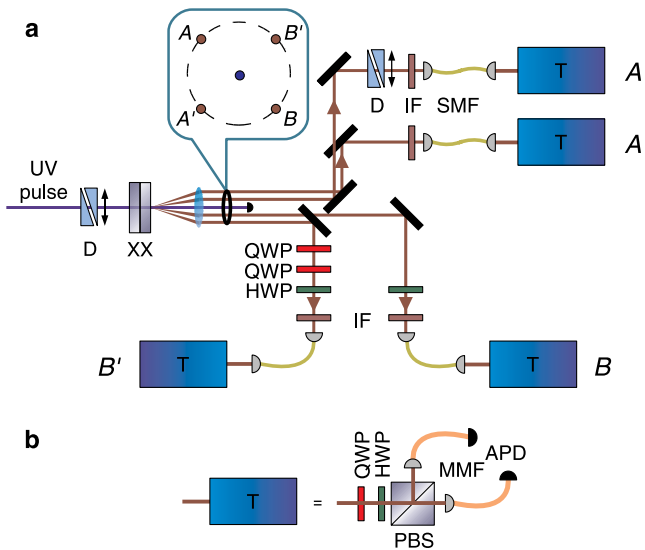 a
A
B'
A'
B
D
IF
SMF
T
A
T
A
UV
pulse
D
XX
QWP
QWP
HWP
IF
B'
T
T
B
b
T
=
QWP
HWP
PBS
MMF
APD